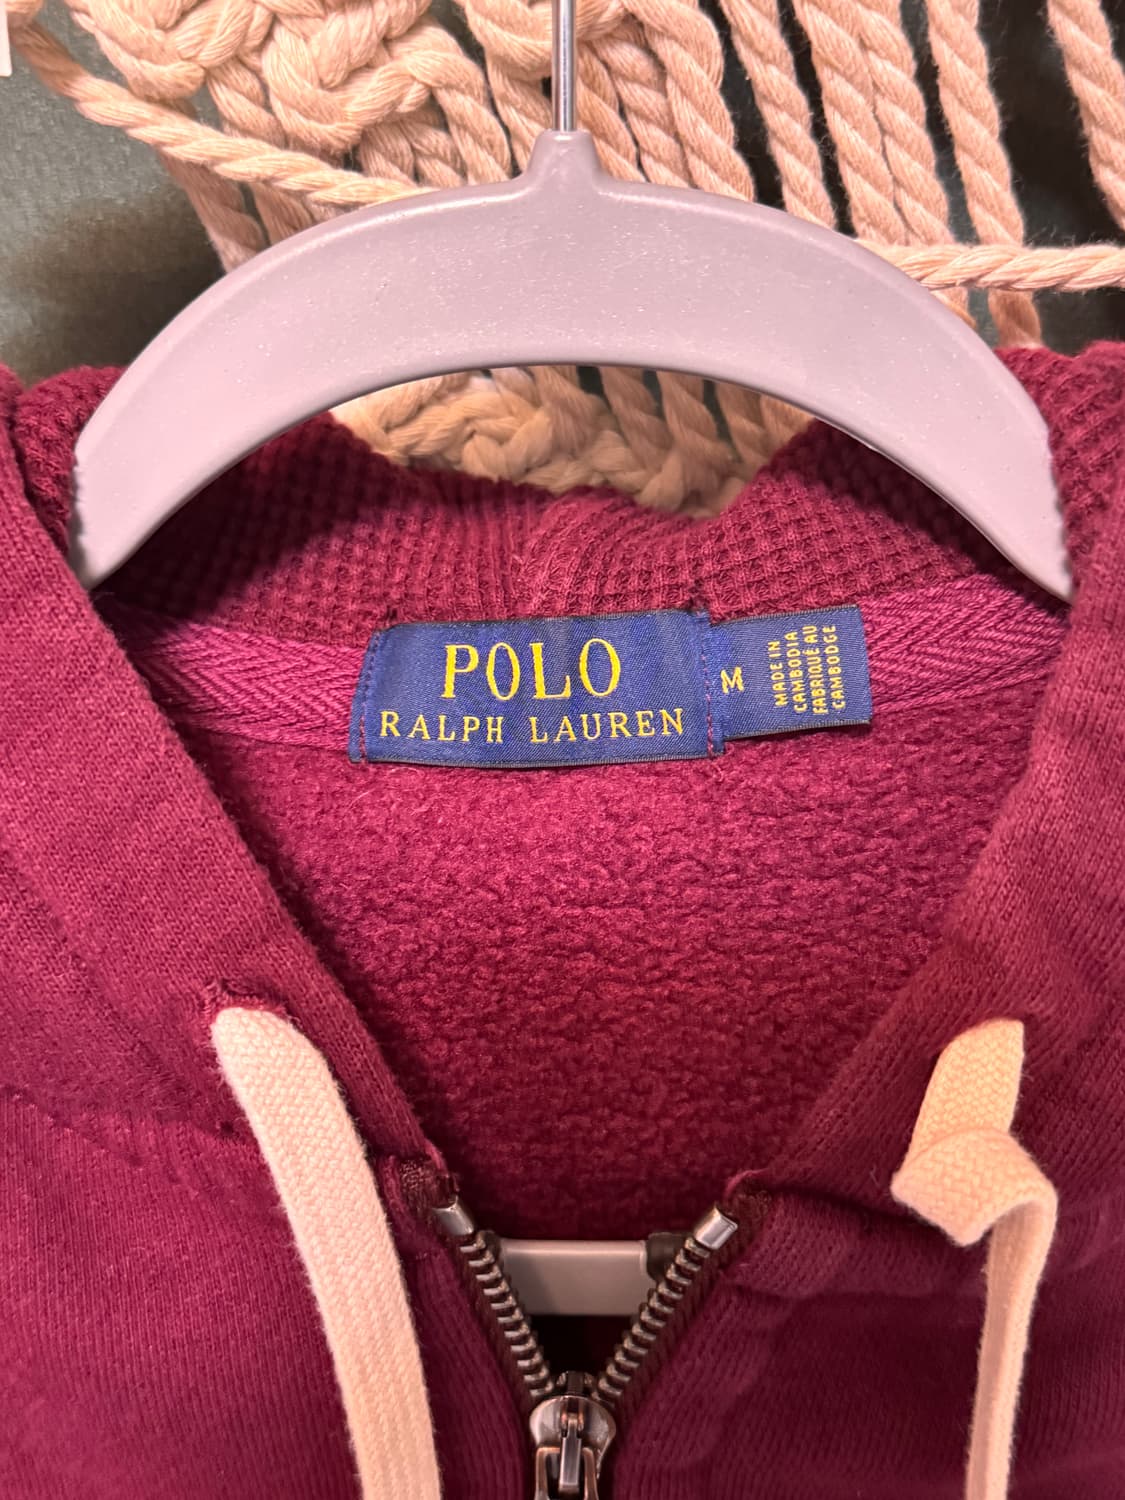 POLO
RALPH LAUREN
M
MADE IN
CAMBODIA
FABRIQUÉ AU
CAMBODGE